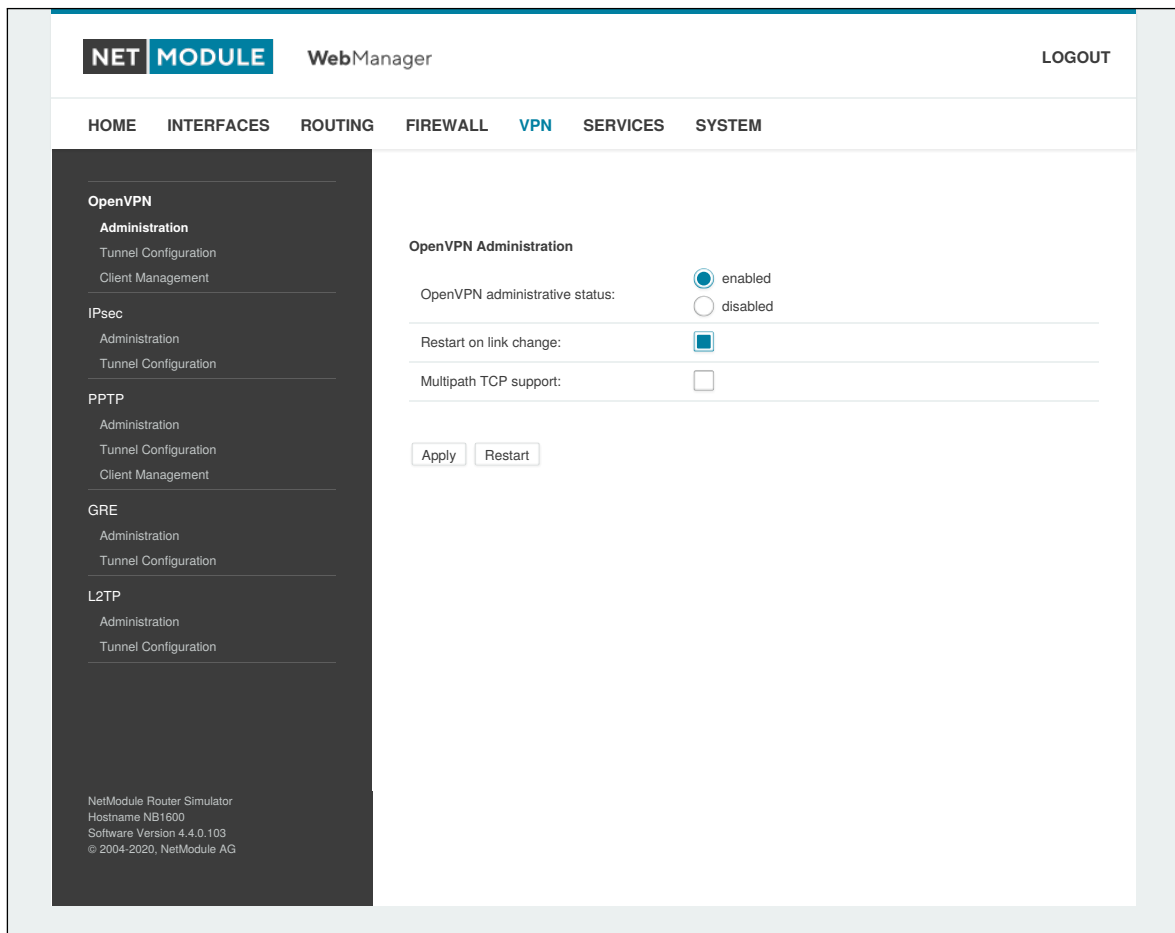 NET MODULE WebManager LOGOUT
HOME INTERFACES ROUTING FIREWALL VPN SERVICES SYSTEM
OpenVPN
Administration
Tunnel Configuration
Client Management
IPsec
Administration
Tunnel Configuration
PPTP
Administration
Tunnel Configuration
Client Management
GRE
Administration
Tunnel Configuration
L2TP
Administration
Tunnel Configuration
NetModule Router Simulator
Hostname NB1600
Software Version 4.4.0.103
© 2004-2020, NetModule AG
OpenVPN Administration
OpenVPN administrative status:
enabled
disabled
Restart on link change:
Multipath TCP support:
Apply Restart